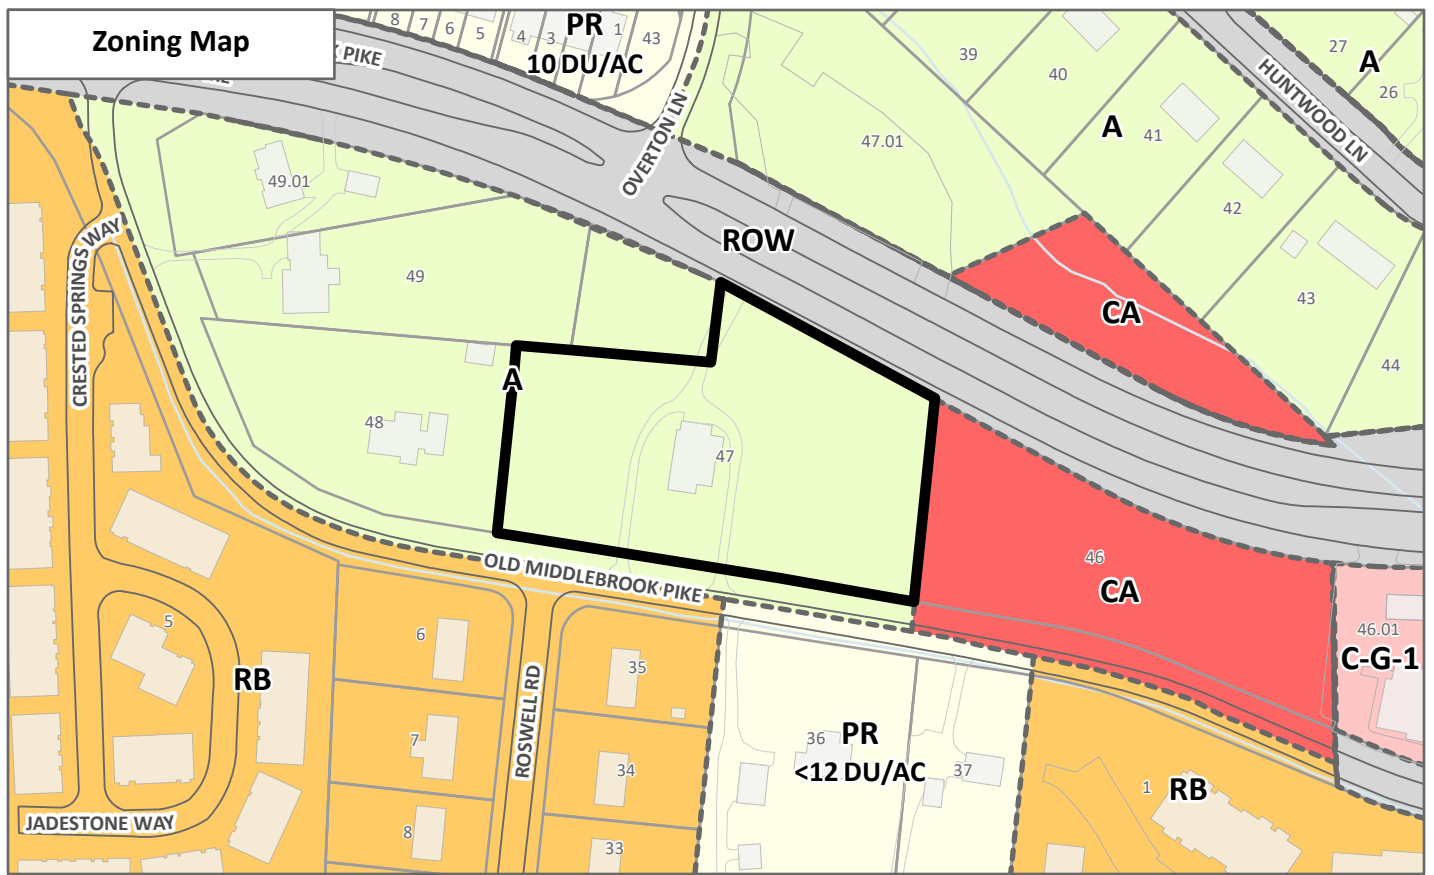 Zoning Map
8
7
6
5
4
3
1
43
PR
10 DU/AC
PIKE
OVERTON LN
39
40
A
41
42
43
44
27
A
26
HUNTWOOD LN
47.01
49.01
49
ROW
CA
CRESTED SPRINGS WAY
A
48
47
46
CA
46.01
C-G-1
OLD MIDDLEBROOK PIKE
5
RB
6
7
8
ROSWELL RD
35
34
33
36
PR
<12 DU/AC
37
1
RB
JADESTONE WAY